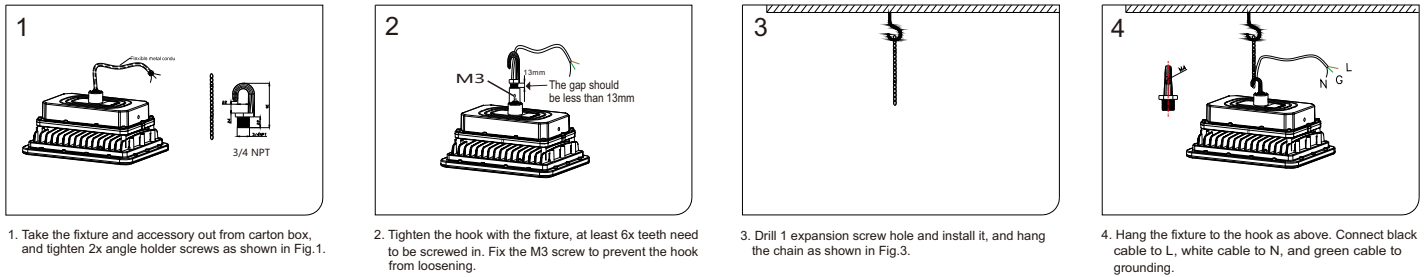 1
Flexible metal condu
3/4 NPT
1. Take the fixture and accessory out from carton box,
and tighten 2x angle holder screws as shown in Fig.1.
2
M3
13mm
The gap should
be less than 13mm
2. Tighten the hook with the fixture, at least 6x teeth need
to be screwed in. Fix the M3 screw to prevent the hook
from loosening.
3
3. Drill 1 expansion screw hole and install it, and hang
the chain as shown in Fig.3.
4
L
G
N
4. Hang the fixture to the hook as above. Connect black
cable to L, white cable to N, and green cable to
grounding.